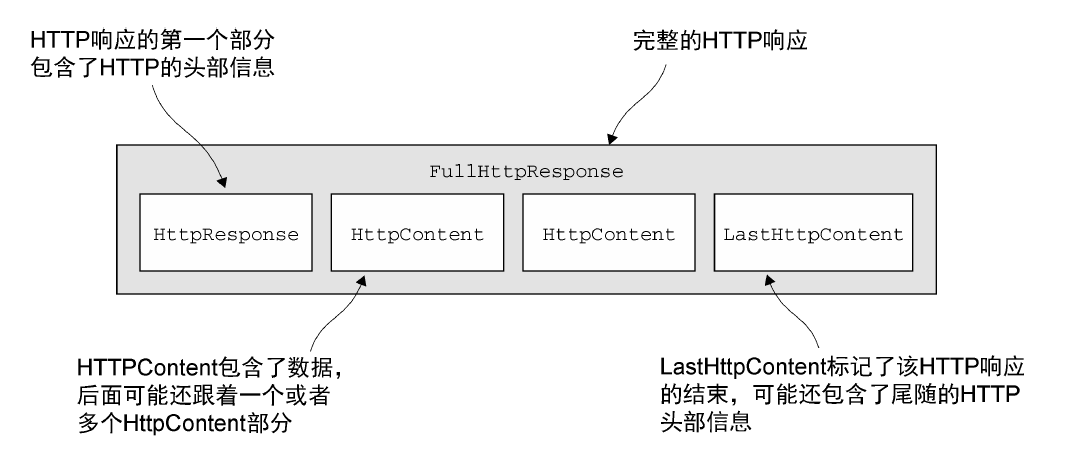 HTTP响应的第一个部分
包含了HTTP的头部信息
完整的HTTP响应
FullHttpResponse
HttpResponse
HttpContent
HttpContent
LastHttpContent
HTTPContent包含了数据，
后面可能还跟着一个或者
多个HttpContent部分
LastHttpContent标记了该HTTP响应
的结束，可能还包含了尾随的HTTP
头部信息